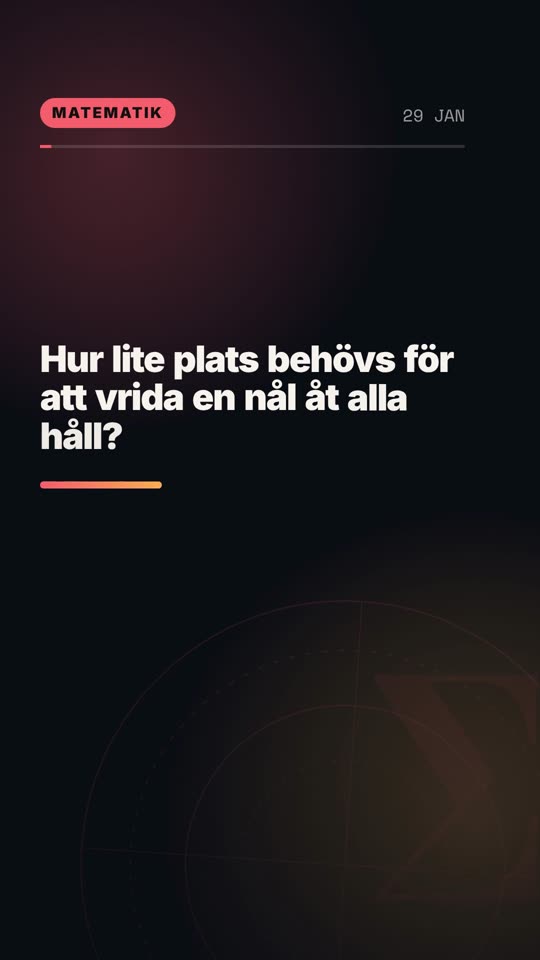 MATEMATIK
29 JAN
Hur lite plats behövs för
att vrida en nål åt alla
håll?
Σ